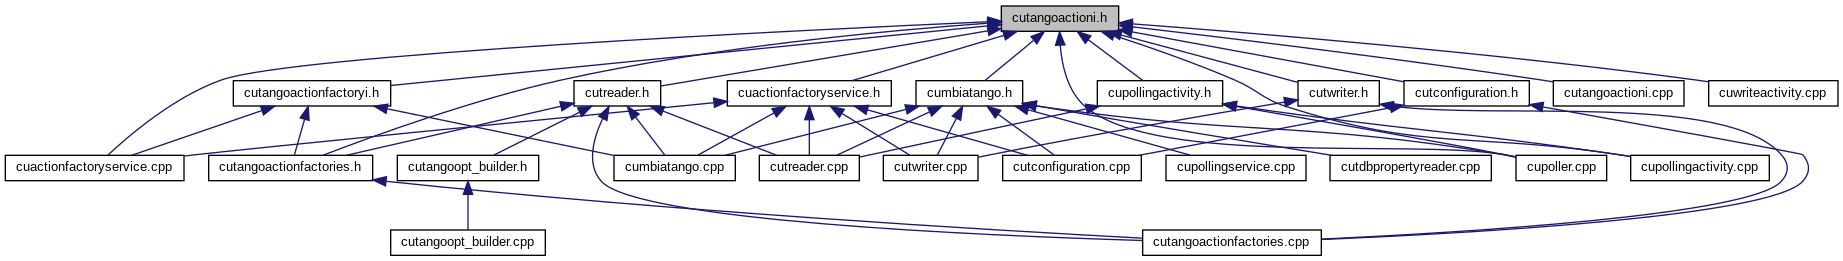 cutangoactioni.h
cutangoactionfactoryi.h
cutreader.h
cuactionfactoryservice.h
cumbiatango.h
cupollingactivity.h
cutwriter.h
cutconfiguration.h
cutangoactioni.cpp
cuwriteactivity.cpp
cuactionfactoryservice.cpp
cutangoactionfactories.h
cutangoopt_builder.h
cumbiatango.cpp
cutreader.cpp
cutwriter.cpp
cutconfiguration.cpp
cupollingservice.cpp
cutdbpropertyreader.cpp
cupoller.cpp
cupollingactivity.cpp
cutangoopt_builder.cpp
cutangoactionfactories.cpp